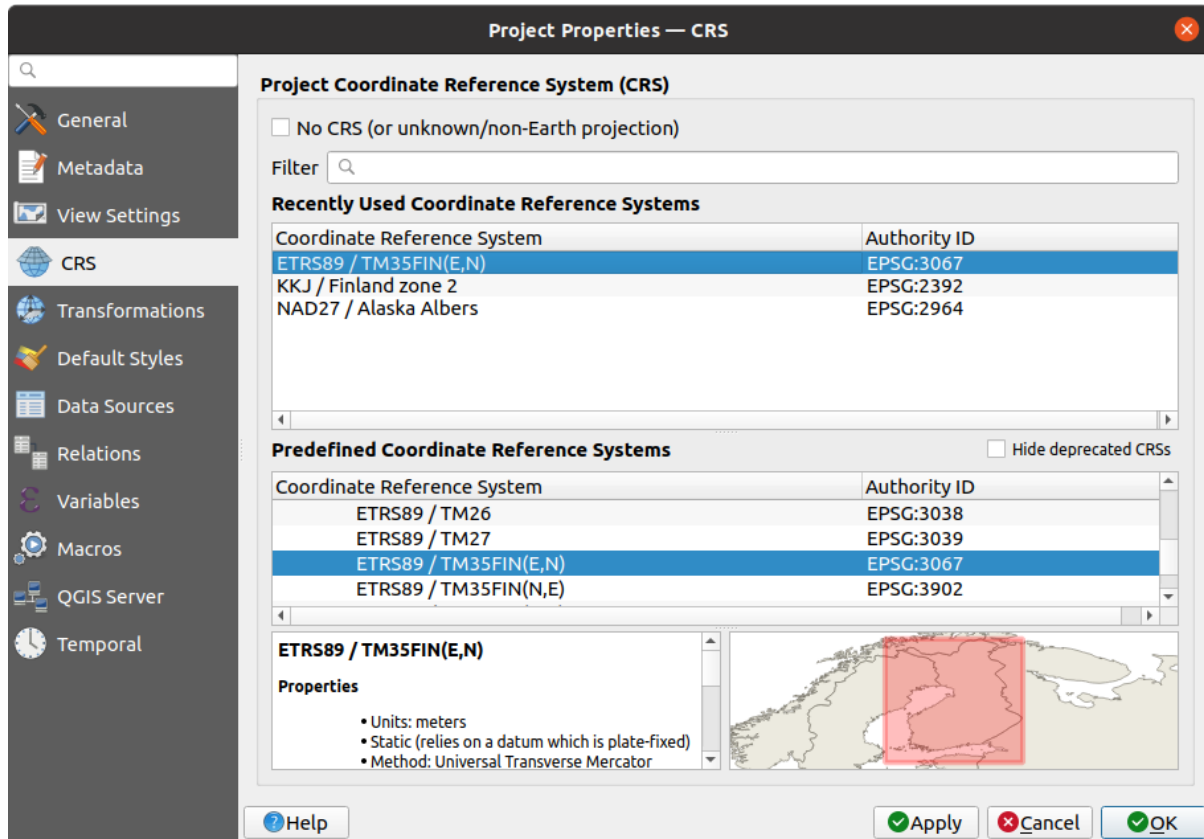 Project Properties — CRS
General
Metadata
View Settings
CRS
Transformations
Default Styles
Data Sources
Relations
Variables
Macros
QGIS Server
Temporal
Project Coordinate Reference System (CRS)
No CRS (or unknown/non-Earth projection)
Filter
Recently Used Coordinate Reference Systems
Coordinate Reference System Authority ID
ETRS89 / TM35FIN(E,N) EPSG:3067
KKJ / Finland zone 2 EPSG:2392
NAD27 / Alaska Albers EPSG:2964
Predefined Coordinate Reference Systems Hide deprecated CRSs
Coordinate Reference System Authority ID
ETRS89 / TM26 EPSG:3038
ETRS89 / TM27 EPSG:3039
ETRS89 / TM35FIN(E,N) EPSG:3067
ETRS89 / TM35FIN(N,E) EPSG:3902
ETRS89 / TM35FIN(E,N)
Properties
• Units: meters
• Static (relies on a datum which is plate-fixed)
• Method: Universal Transverse Mercator
Help Apply Cancel OK